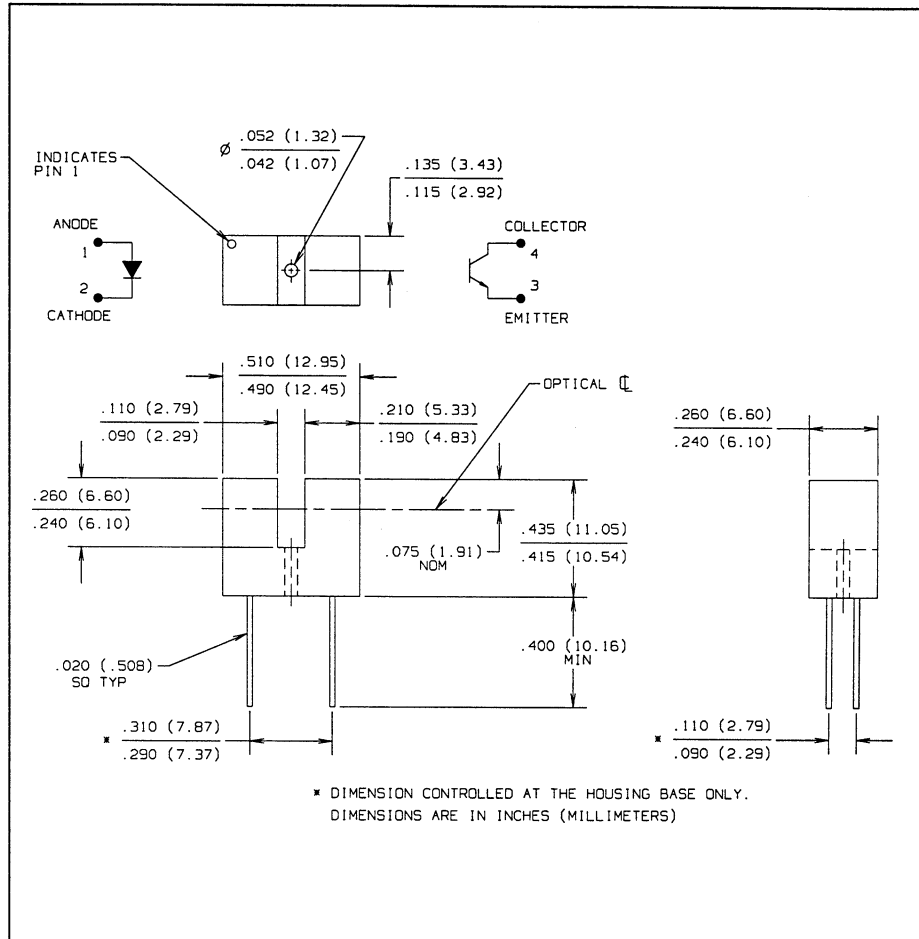 Ø .052 (1.32)
.042 (1.07)
INDICATES
PIN 1
.135 (3.43)
.115 (2.92)
ANODE
1
2
CATHODE
COLLECTOR
4
3
EMITTER
.510 (12.95)
.490 (12.45)
OPTICAL ℄
.110 (2.79)
.090 (2.29)
.210 (5.33)
.190 (4.83)
.260 (6.60)
.240 (6.10)
.260 (6.60)
.240 (6.10)
.075 (1.91)
NOM
.435 (11.05)
.415 (10.54)
.020 (.508)
SQ TYP
.400 (10.16)
MIN
* .310 (7.87)
.290 (7.37)
* .110 (2.79)
.090 (2.29)
* DIMENSION CONTROLLED AT THE HOUSING BASE ONLY.
DIMENSIONS ARE IN INCHES (MILLIMETERS)